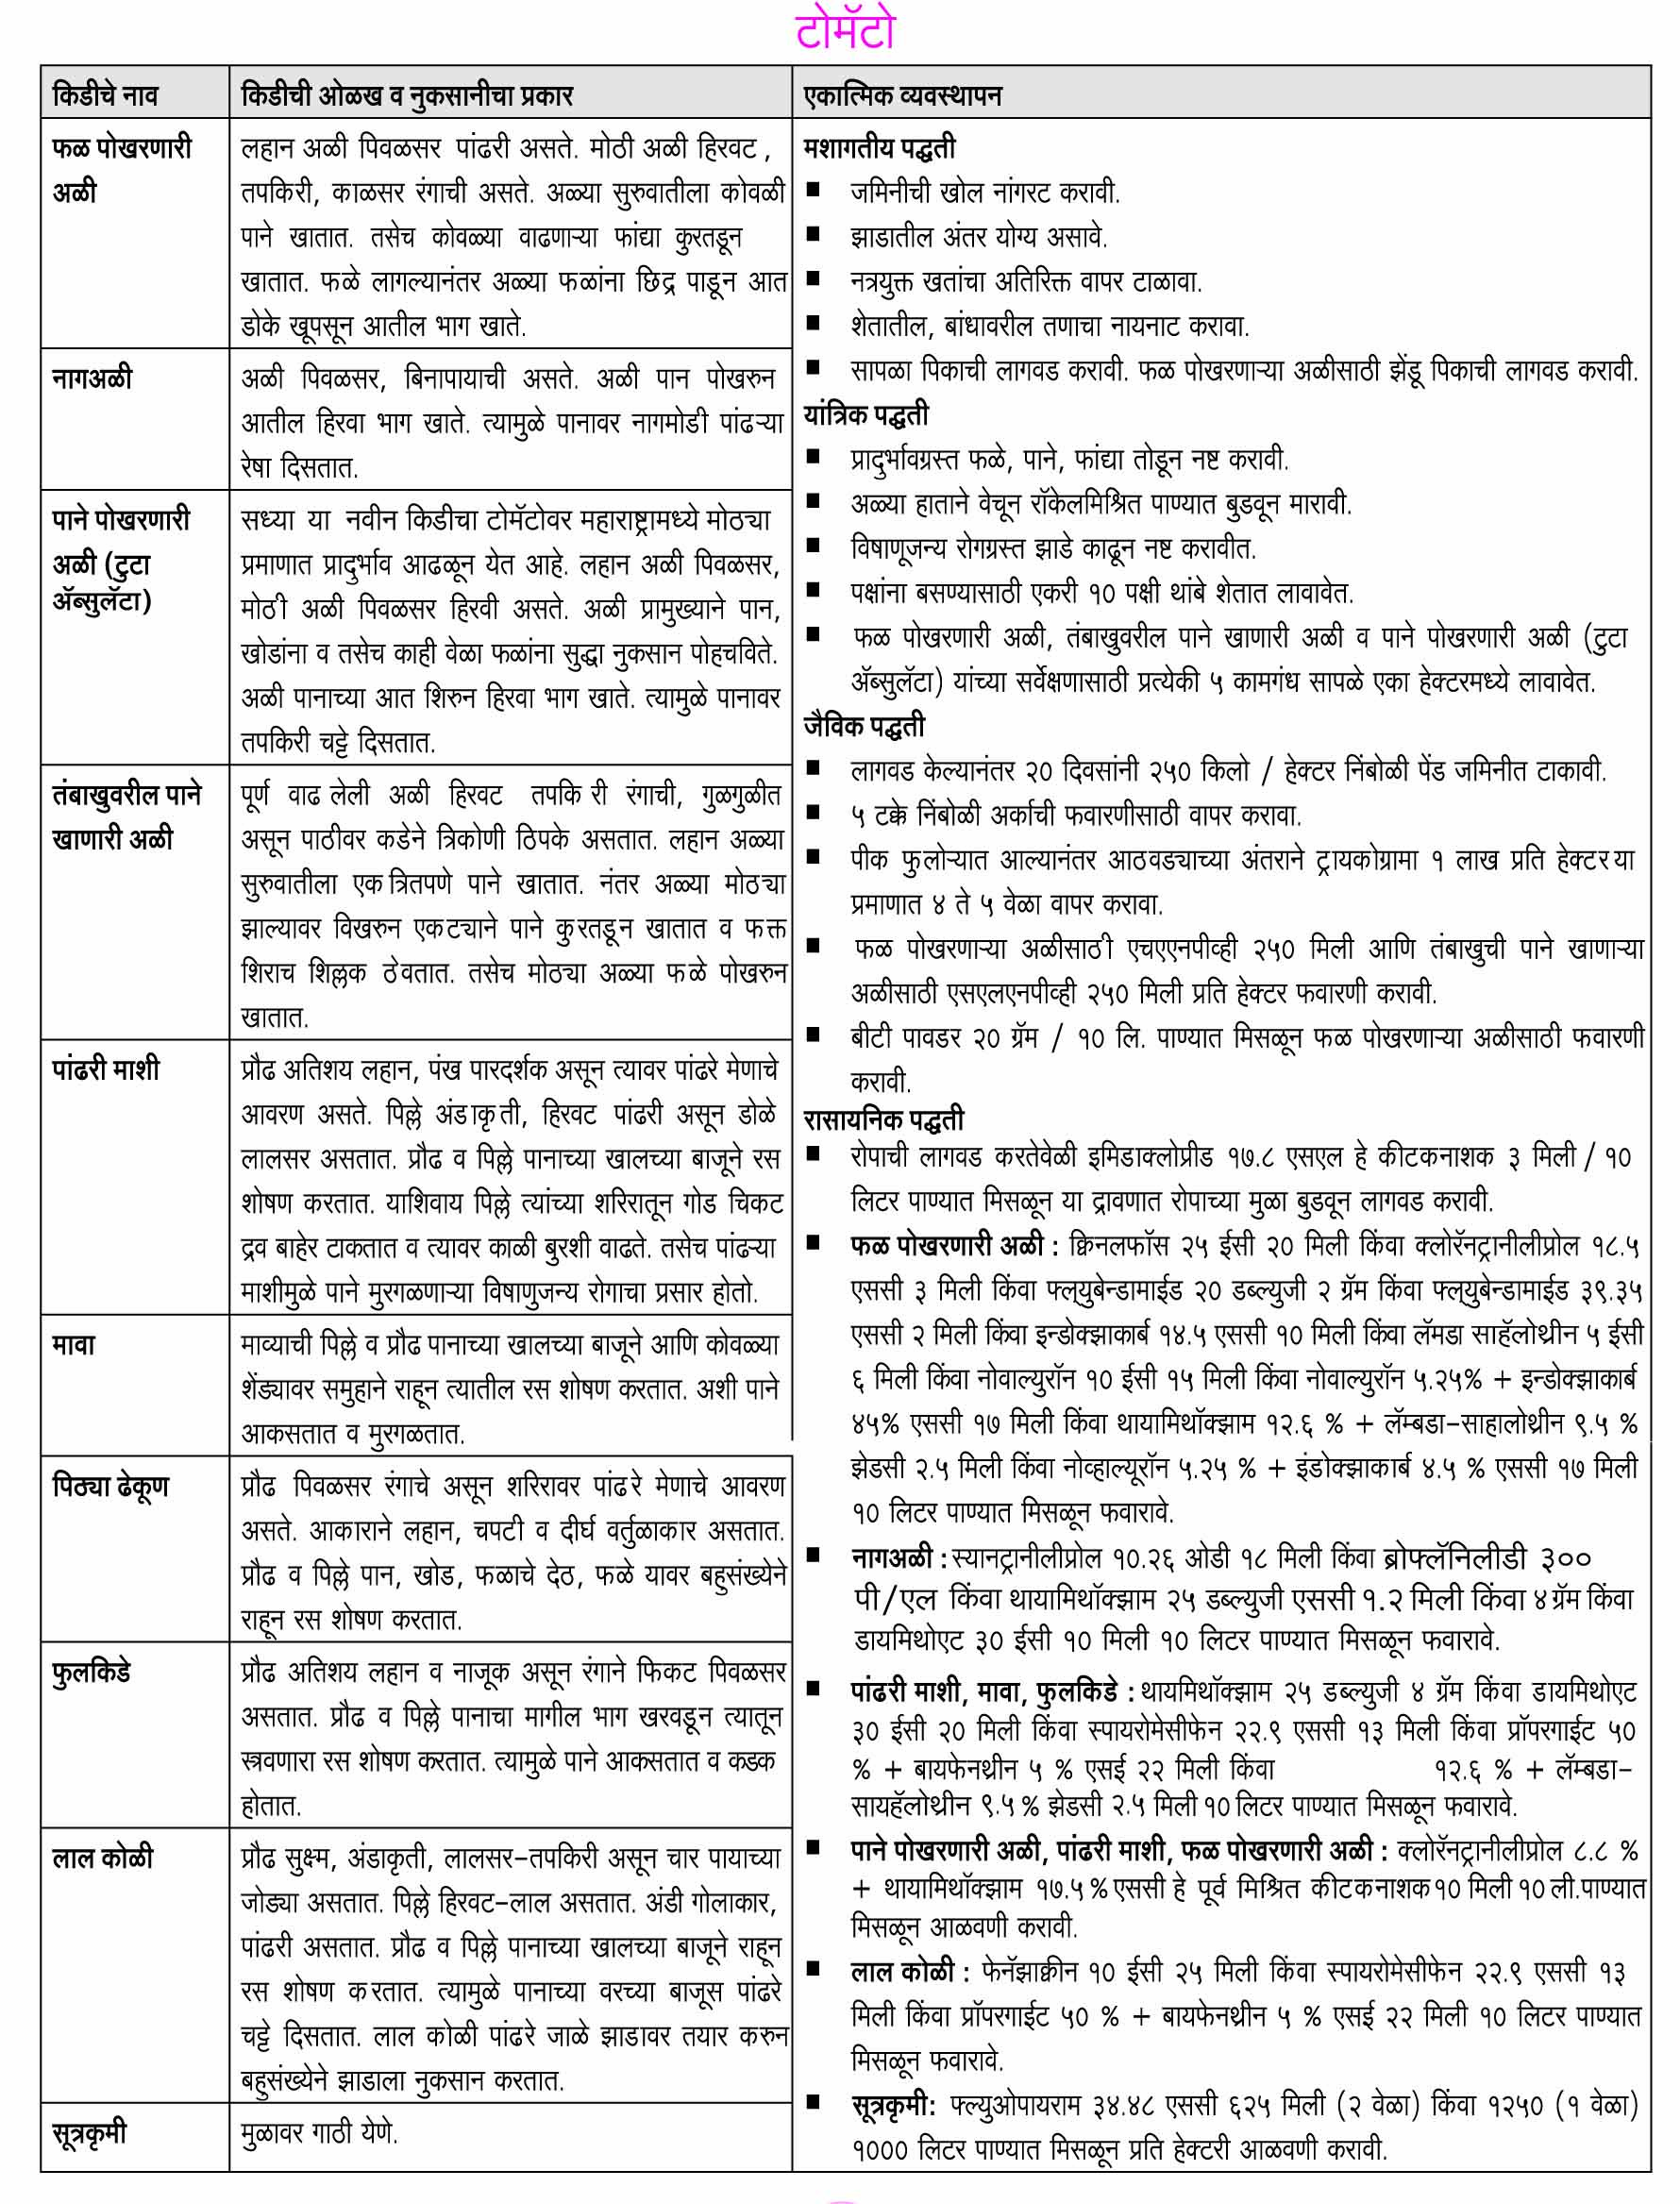 टोमॅटो
किडीचे नाव
किडीची ओळख व नुकसानीचा प्रकार
एकात्मिक व्यवस्थापन
फळ पोखरणारी
अळी
लहान अळी पिवळसर पांढरी असते. मोठी अळी हिरवट ,
तपकिरी, काळसर रंगाची असते. अळ्या सुरुवातीला कोवळी
पाने खातात. तसेच कोवळ्या वाढणाऱ्या फांद्या कुरतडून
खातात. फळे लागल्यानंतर अळ्या फळांना छिद्र पाडून आत
डोके खूपसून आतील भाग खाते.
नागअळी
अळी पिवळसर, बिनापायाची असते. अळी पान पोखरुन
आतील हिरवा भाग खाते. त्यामुळे पानावर नागमोडी पांढऱ्या
रेषा दिसतात.
पाने पोखरणारी
अळी (टुटा
ॲब्सुलॅटा)
सध्या या नवीन किडीचा टोमॅटोवर महाराष्ट्रामध्ये मोठ्या
प्रमाणात प्रादुर्भाव आढळून येत आहे. लहान अळी पिवळसर,
मोठी अळी पिवळसर हिरवी असते. अळी प्रामुख्याने पान,
खोडांना व तसेच काही वेळा फळांना सुद्धा नुकसान पोहचविते.
अळी पानाच्या आत शिरुन हिरवा भाग खाते. त्यामुळे पानावर
तपकिरी चट्टे दिसतात.
तंबाखुवरील पाने
खाणारी अळी
पूर्ण वाढलेली अळी हिरवट तपकिरी रंगाची, गुळगुळीत
असून पाठीवर कडेने त्रिकोणी ठिपके असतात. लहान अळ्या
सुरुवातीला एकत्रितपणे पाने खातात. नंतर अळ्या मोठ्या
झाल्यावर विखरुन एकट्याने पाने कुरतडून खातात व फक्त
शिराच शिल्लक ठेवतात. तसेच मोठ्या अळ्या फळे पोखरुन
खातात.
पांढरी माशी
प्रौढ अतिशय लहान, पंख पारदर्शक असून त्यावर पांढरे मेणाचे
आवरण असते. पिल्ले अंडाकृती, हिरवट पांढरी असून डोळे
लालसर असतात. प्रौढ व पिल्ले पानाच्या खालच्या बाजूने रस
शोषण करतात. याशिवाय पिल्ले त्यांच्या शरिरातून गोड चिकट
द्रव बाहेर टाकतात व त्यावर काळी बुरशी वाढते. तसेच पांढऱ्या
माशीमुळे पाने मुरगळणाऱ्या विषाणुजन्य रोगाचा प्रसार होतो.
मावा
माव्याची पिल्ले व प्रौढ पानाच्या खालच्या बाजूने आणि कोवळ्या
शेंड्यावर समुहाने राहून त्यातील रस शोषण करतात. अशी पाने
आकसतात व मुरगळतात.
पिठ्या ढेकूण
प्रौढ पिवळसर रंगाचे असून शरिरावर पांढरे मेणाचे आवरण
असते. आकाराने लहान, चपटी व दीर्घ वर्तुळाकार असतात.
प्रौढ व पिल्ले पान, खोड, फळाचे देठ, फळे यावर बहुसंख्येने
राहून रस शोषण करतात.
फुलकिडे
प्रौढ अतिशय लहान व नाजूक असून रंगाने फिकट पिवळसर
असतात. प्रौढ व पिल्ले पानाचा मागील भाग खरवडून त्यातून
स्त्रवणारा रस शोषण करतात. त्यामुळे पाने आकसतात व कडक
होतात.
लाल कोळी
प्रौढ सुक्ष्म, अंडाकृती, लालसर-तपकिरी असून चार पायाच्या
जोड्या असतात. पिल्ले हिरवट-लाल असतात. अंडी गोलाकार,
पांढरी असतात. प्रौढ व पिल्ले पानाच्या खालच्या बाजूने राहून
रस शोषण करतात. त्यामुळे पानाच्या वरच्या बाजूस पांढरे
चट्टे दिसतात. लाल कोळी पांढरे जाळे झाडावर तयार करुन
बहुसंख्येने झाडाला नुकसान करतात.
सूत्रकृमी
मुळावर गाठी येणे.
मशागतीय पद्धती
■ जमिनीची खोल नांगरट करावी.
■ झाडातील अंतर योग्य असावे.
■ नत्रयुक्त खतांचा अतिरिक्त वापर टाळावा.
■ शेतातील, बांधावरील तणाचा नायनाट करावा.
■ सापळा पिकाची लागवड करावी. फळ पोखरणाऱ्या अळीसाठी झेंडू पिकाची लागवड करावी.
यांत्रिक पद्धती
■ प्रादुर्भावग्रस्त फळे, पाने, फांद्या तोडून नष्ट करावी.
■ अळ्या हाताने वेचून रॉकेलमिश्रित पाण्यात बुडवून मारावी.
■ विषाणूजन्य रोगग्रस्त झाडे काढून नष्ट करावीत.
■ पक्षांना बसण्यासाठी एकरी १० पक्षी थांबे शेतात लावावेत.
■ फळ पोखरणारी अळी, तंबाखुवरील पाने खाणारी अळी व पाने पोखरणारी अळी (टुटा
ॲब्सुलॅटा) यांच्या सर्वेक्षणासाठी प्रत्येकी ५ कामगंध सापळे एका हेक्टरमध्ये लावावेत.
जैविक पद्धती
■ लागवड केल्यानंतर २० दिवसांनी २५० किलो / हेक्टर निंबोळी पेंड जमिनीत टाकावी.
■ ५ टक्के निंबोळी अर्काची फवारणीसाठी वापर करावा.
■ पीक फुलोऱ्यात आल्यानंतर आठवड्याच्या अंतराने ट्रायकोग्रामा १ लाख प्रति हेक्टर या
प्रमाणात ४ ते ५ वेळा वापर करावा.
■ फळ पोखरणाऱ्या अळीसाठी एचएएनपीव्ही २५० मिली आणि तंबाखुची पाने खाणाऱ्या
अळीसाठी एसएलएनपीव्ही २५० मिली प्रति हेक्टर फवारणी करावी.
■ बीटी पावडर २० ग्रॅम / १० लि. पाण्यात मिसळून फळ पोखरणाऱ्या अळीसाठी फवारणी
करावी.
रासायनिक पद्धती
■ रोपाची लागवड करतेवेळी इमिडाक्लोप्रीड १७.८ एसएल हे कीटकनाशक ३ मिली / १०
लिटर पाण्यात मिसळून या द्रावणात रोपाच्या मुळा बुडवून लागवड करावी.
■ फळ पोखरणारी अळी : क्विनलफॉस २५ ईसी २० मिली किंवा क्लोरॅनट्रानीलीप्रोल १८.५
एससी ३ मिली किंवा फ्ल्युबेन्डामाईड २० डब्ल्युजी २ ग्रॅम किंवा फ्ल्युबेन्डामाईड ३९.३५
एससी २ मिली किंवा इन्डोक्झाकार्ब १४.५ एससी १० मिली किंवा लॅमडा साहॅलोथ्रीन ५ ईसी
६ मिली किंवा नोवाल्युरॉन १० ईसी १५ मिली किंवा नोवाल्युरॉन ५.२५% + इन्डोक्झाकार्ब
४५% एससी १७ मिली किंवा थायामिथॉक्झाम १२.६ % + लॅम्बडा-साहालोथ्रीन ९.५ %
झेडसी २.५ मिली किंवा नोव्हाल्यूरॉन ५.२५ % + इंडोक्झाकार्ब ४.५ % एससी १७ मिली
१० लिटर पाण्यात मिसळून फवारावे.
■ नागअळी : स्यानट्रानीलीप्रोल १०.२६ ओडी १८ मिली किंवा ब्रोफ्लॅनिलीडी ३००
पी/एल किंवा थायामिथॉक्झाम २५ डब्ल्युजी एससी १.२ मिली किंवा ४ ग्रॅम किंवा
डायमिथोएट ३० ईसी १० मिली १० लिटर पाण्यात मिसळून फवारावे.
■ पांढरी माशी, मावा, फुलकिडे : थायमिथॉक्झाम २५ डब्ल्युजी ४ ग्रॅम किंवा डायमिथोएट
३० ईसी २० मिली किंवा स्पायरोमेसीफेन २२.९ एससी १३ मिली किंवा प्रॉपरगाईट ५०
% + बायफेनथ्रीन ५ % एसई २२ मिली किंवा १२.६ % + लॅम्बडा-
सायहॅलोथ्रीन ९.५ % झेडसी २.५ मिली १० लिटर पाण्यात मिसळून फवारावे.
■ पाने पोखरणारी अळी, पांढरी माशी, फळ पोखरणारी अळी : क्लोरॅनट्रानीलीप्रोल ८.८ %
+ थायामिथॉक्झाम १७.५ % एससी हे पूर्व मिश्रित कीटकनाशक १० मिली १० ली.पाण्यात
मिसळून आळवणी करावी.
■ लाल कोळी : फेनॅझाक्वीन १० ईसी २५ मिली किंवा स्पायरोमेसीफेन २२.९ एससी १३
मिली किंवा प्रॉपरगाईट ५० % + बायफेनथ्रीन ५ % एसई २२ मिली १० लिटर पाण्यात
मिसळून फवारावे.
■ सूत्रकृमी: फ्ल्युओपायराम ३४.४८ एससी ६२५ मिली (२ वेळा) किंवा १२५० (१ वेळा)
१००० लिटर पाण्यात मिसळून प्रति हेक्टरी आळवणी करावी.